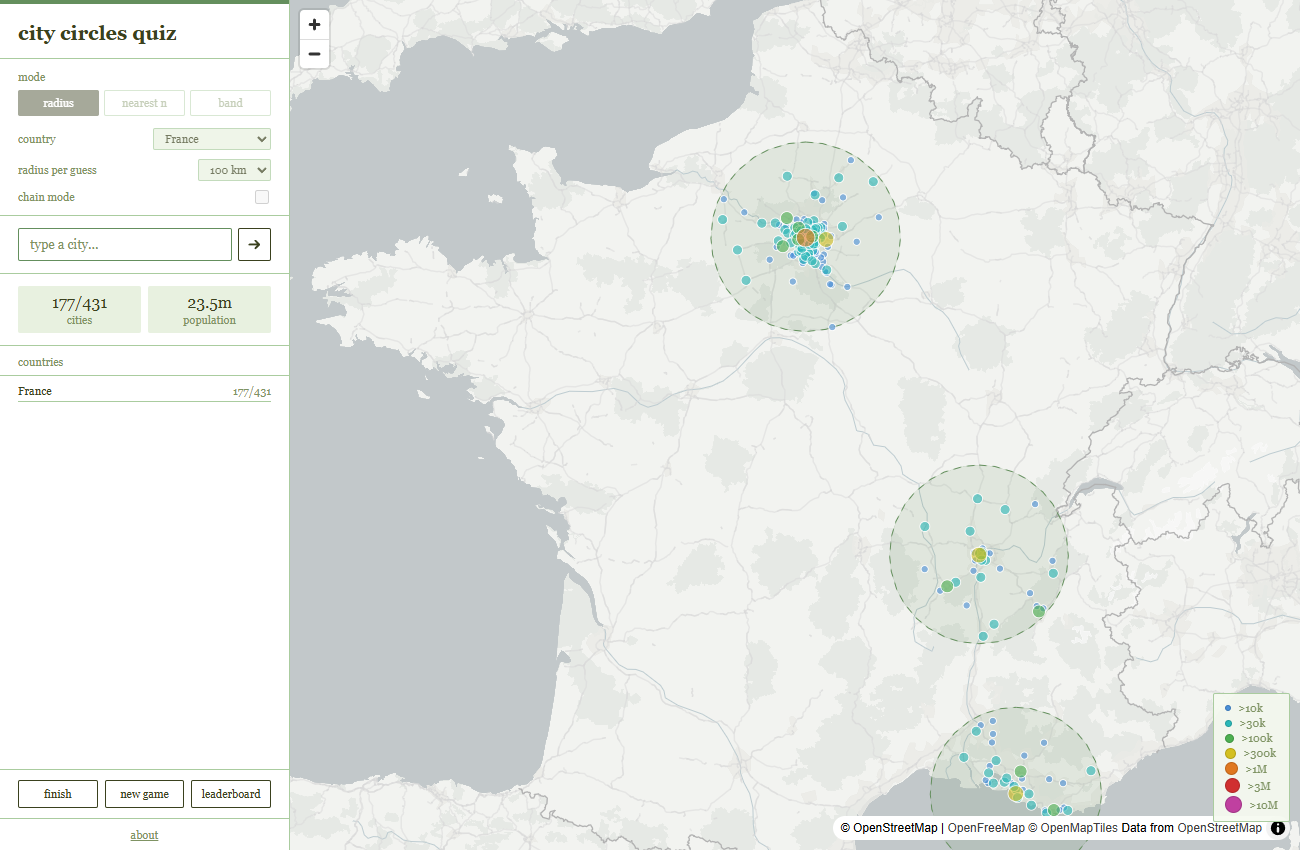 city circles quiz
mode
radius
nearest n
band
country
France
radius per guess
100 km
chain mode
type a city...
177/431
cities
23.5m
population
countries
France
177/431
finish
new game
leaderboard
about
>10k
>30k
>100k
>300k
>1M
>3M
>10M
© OpenStreetMap | OpenFreeMap © OpenMapTiles Data from OpenStreetMap